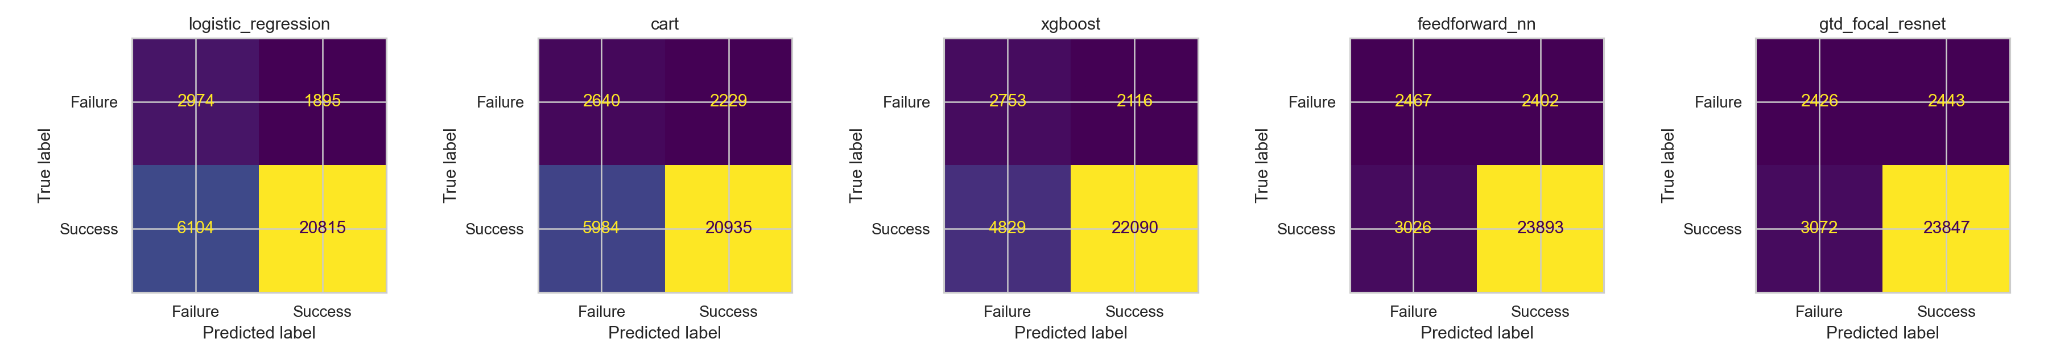 logistic_regression
True label
Failure
2974
1895
Success
6104
20815
Failure
Success
Predicted label
cart
True label
Failure
2640
2229
Success
5984
20935
Failure
Success
Predicted label
xgboost
True label
Failure
2753
2116
Success
4829
22090
Failure
Success
Predicted label
feedforward_nn
True label
Failure
2467
2402
Success
3026
23893
Failure
Success
Predicted label
gtd_focal_resnet
True label
Failure
2426
2443
Success
3072
23847
Failure
Success
Predicted label